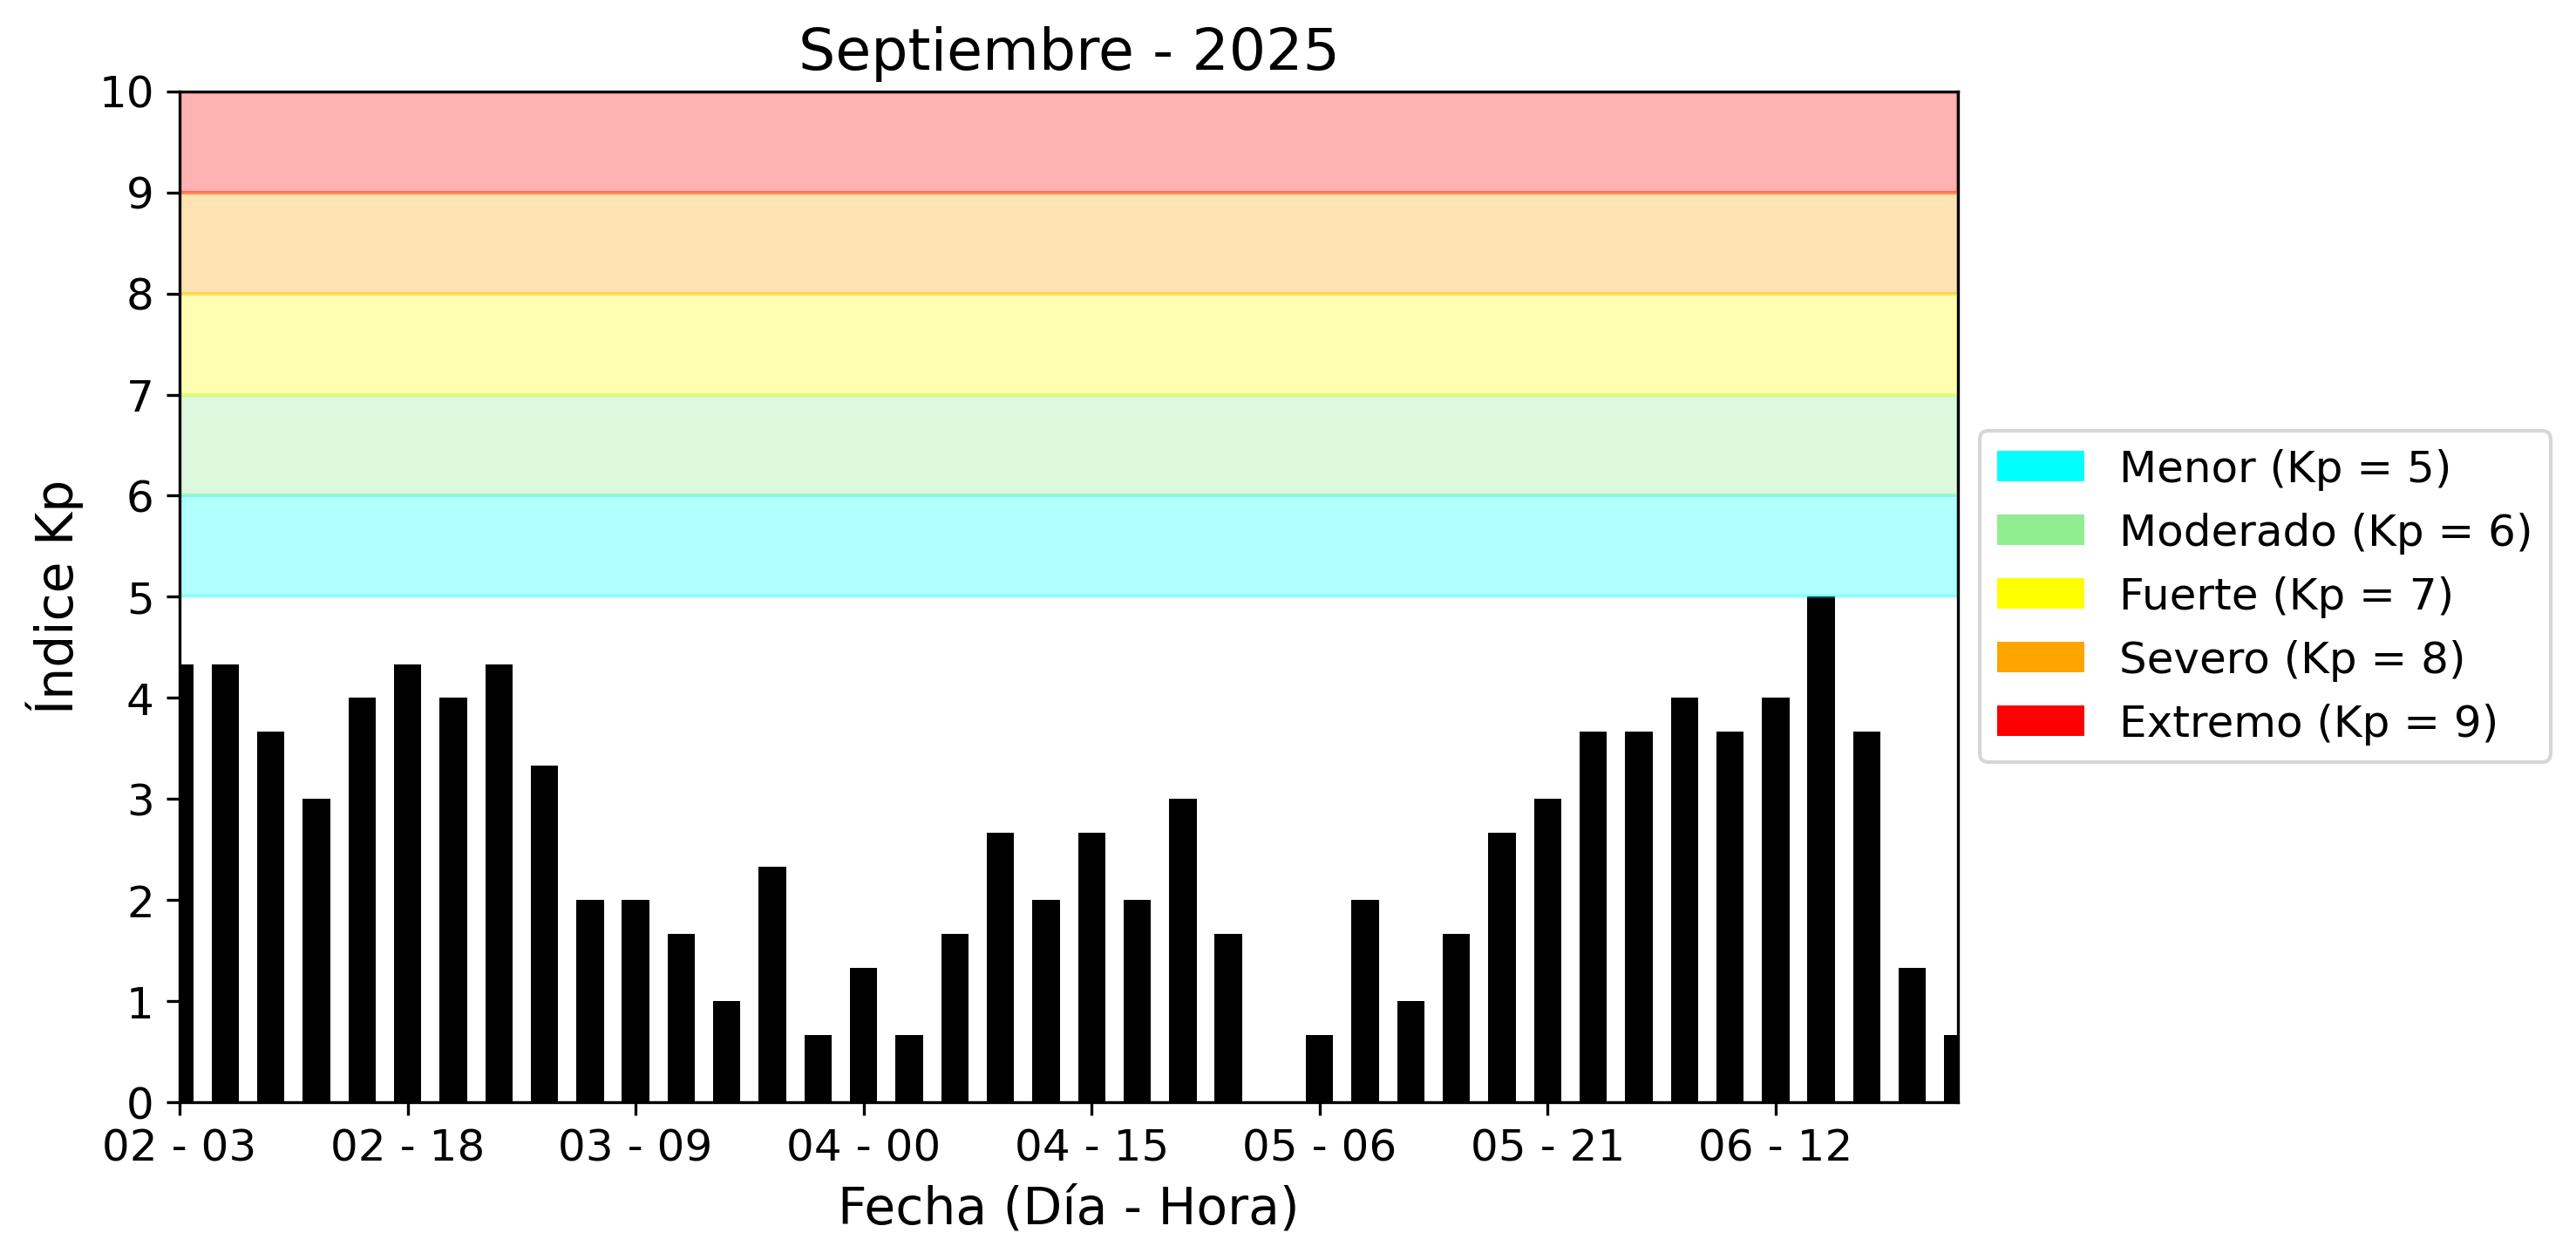 Septiembre - 2025
10
9
8
7
6
5
4
3
2
1
0
Índice Kp
02 - 03
02 - 18
03 - 09
04 - 00
04 - 15
05 - 06
05 - 21
06 - 12
Fecha (Día - Hora)
Menor (Kp = 5)
Moderado (Kp = 6)
Fuerte (Kp = 7)
Severo (Kp = 8)
Extremo (Kp = 9)